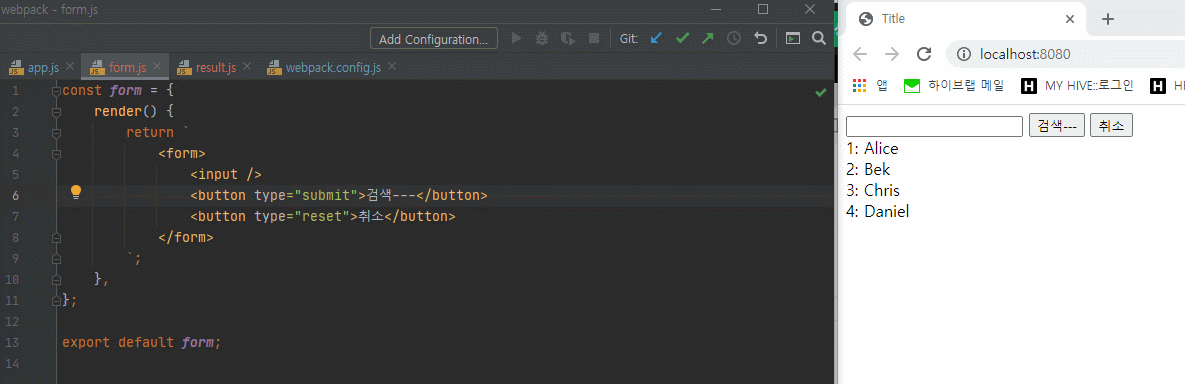 webpack – form.js
Add Configuration...
Git:
app.js
form.js
result.js
webpack.config.js
1 const form = {
2     render() {
3         return `
4             <form>
5                 <input />
6                 <button type="submit">검색---</button>
7                 <button type="reset">취소</button>
8             </form>
9         `;
10     },
11 };
12
13 export default form;
14
Title
localhost:8080
앱
하이브랩 메일
MY HIVE::로그인
검색---
취소
1: Alice
2: Bek
3: Chris
4: Daniel